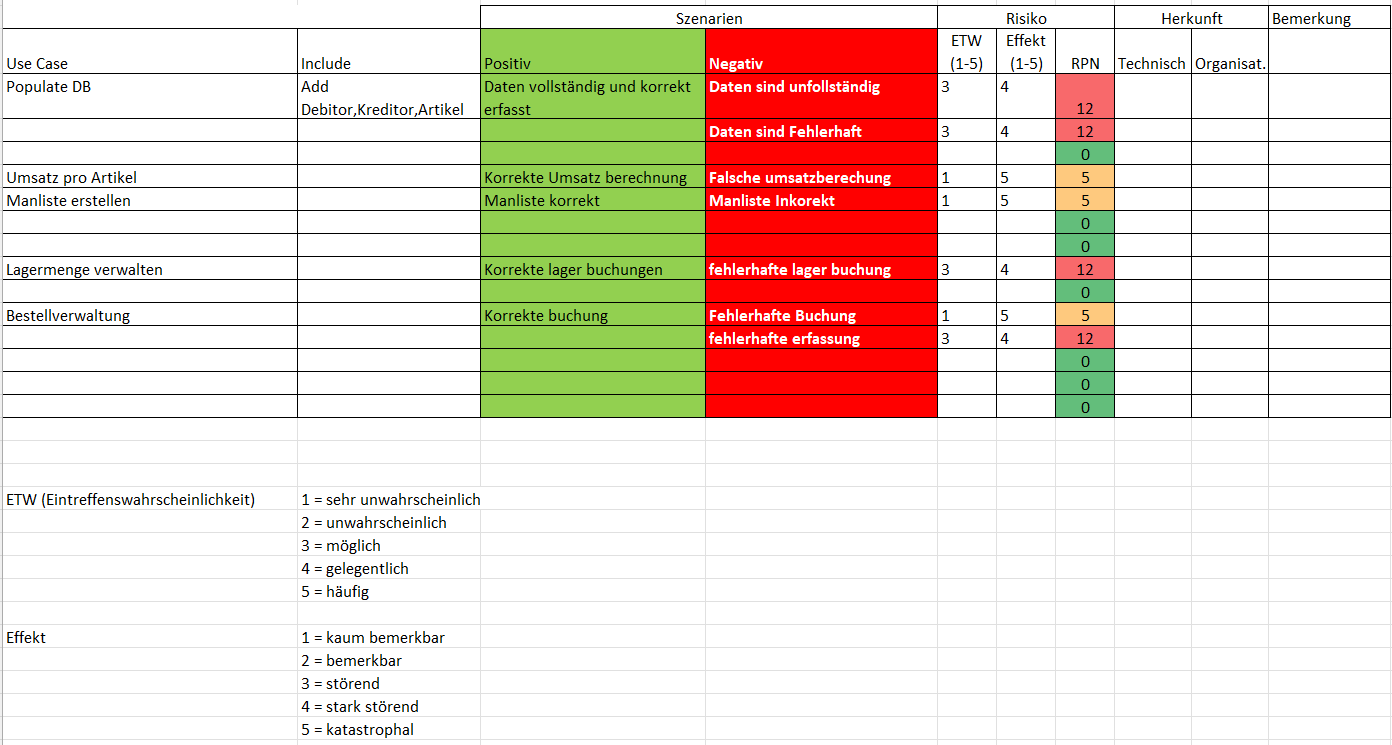 Szenarien Risiko Herkunft Bemerkung
ETW Effekt
Use Case Include Positiv Negativ (1-5) (1-5) RPN Technisch Organisat.
Populate DB Add Daten vollständig und korrekt Daten sind unfollständig 3 4
Debitor,Kreditor,Artikel erfasst 12
Daten sind Fehlerhaft 3 4 12
0
Umsatz pro Artikel Korrekte Umsatz berechnung Falsche umsatzberechung 1 5 5
Manliste erstellen Manliste korrekt Manliste Inkorekt 1 5 5
0
0
Lagermenge verwalten Korrekte lager buchungen fehlerhafte lager buchung 3 4 12
0
Bestellverwaltung Korrekte buchung Fehlerhafte Buchung 1 5 5
fehlerhafte erfassung 3 4 12
0
0
0
ETW (Eintreffenswahrscheinlichkeit) 1 = sehr unwahrscheinlich
2 = unwahrscheinlich
3 = möglich
4 = gelegentlich
5 = häufig
Effekt 1 = kaum bemerkbar
2 = bemerkbar
3 = störend
4 = stark störend
5 = katastrophal